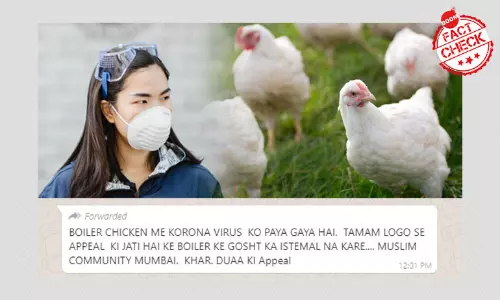 BOOM
FACT
CHECK
Forwarded
BOILER CHICKEN ME KORONA VIRUS KO PAYA GAYA HAI. TAMAM LOGO SE
APPEAL KI JATI HAI KE BOILER KE GOSHT KA ISTEMAL NA KARE.... MUSLIM
COMMUNITY MUMBAI. KHAR. DUAA KI Appeal
12:31 PM